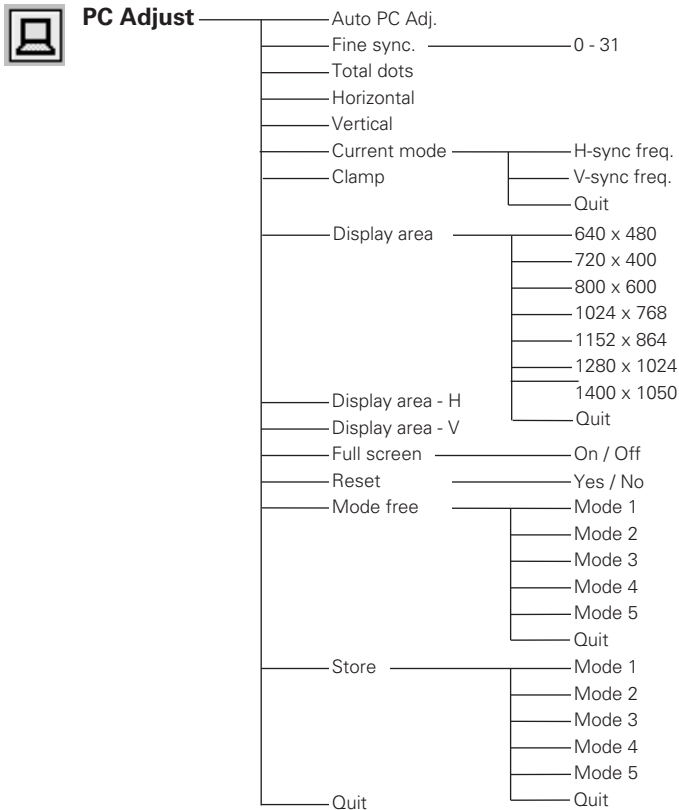 PC Adjust
Auto PC Adj.
Fine sync. 0 - 31
Total dots
Horizontal
Vertical
Current mode H-sync freq.
Clamp V-sync freq.
Quit
Display area 640 x 480
720 x 400
800 x 600
1024 x 768
1152 x 864
1280 x 1024
1400 x 1050
Display area - H
Quit
Display area - V
Full screen On / Off
Reset Yes / No
Mode free Mode 1
Mode 2
Mode 3
Mode 4
Mode 5
Quit
Store Mode 1
Mode 2
Mode 3
Mode 4
Mode 5
Quit Quit